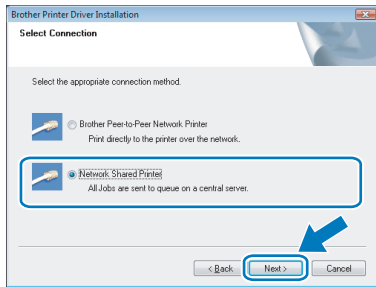 Brother Printer Driver Installation
Select Connection
Select the appropriate connection method.
Brother Peer-to-Peer Network Printer
Print directly to the printer over the network.
Network Shared Printer
All Jobs are sent to queue on a central server.
< Back
Next >
Cancel